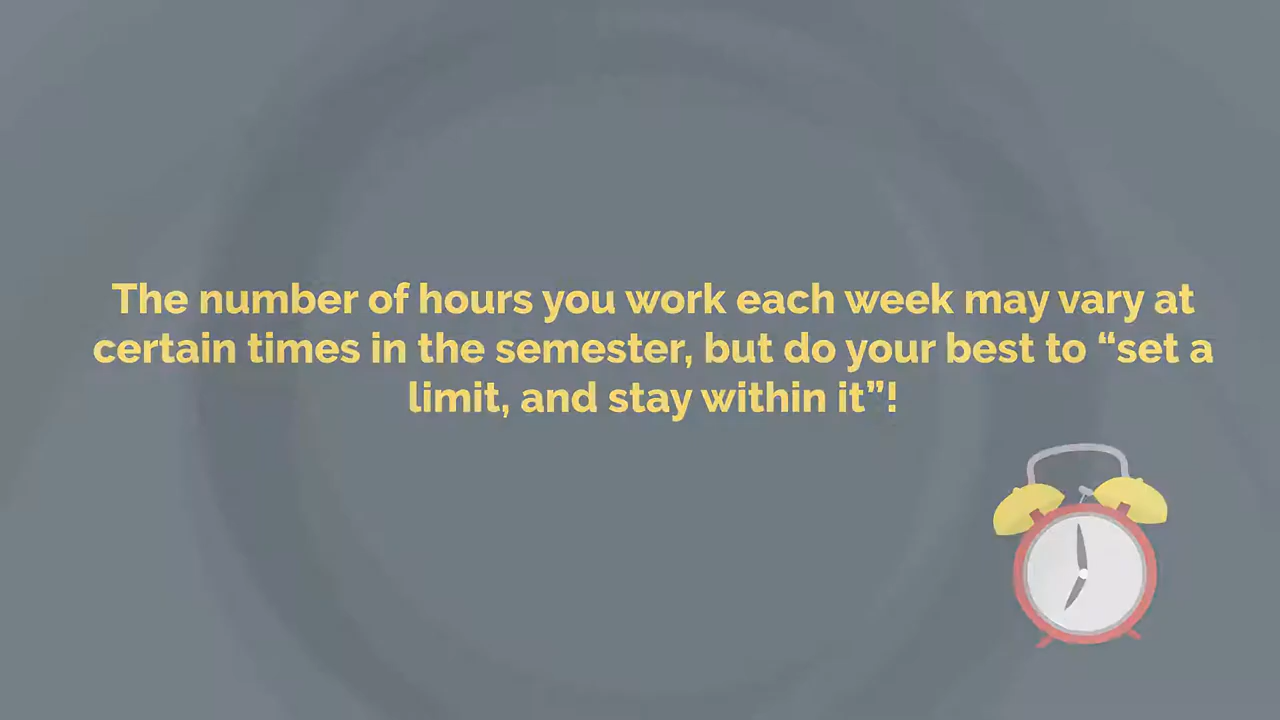 The number of hours you work each week may vary at
certain times in the semester, but do your best to “set a
limit, and stay within it”!